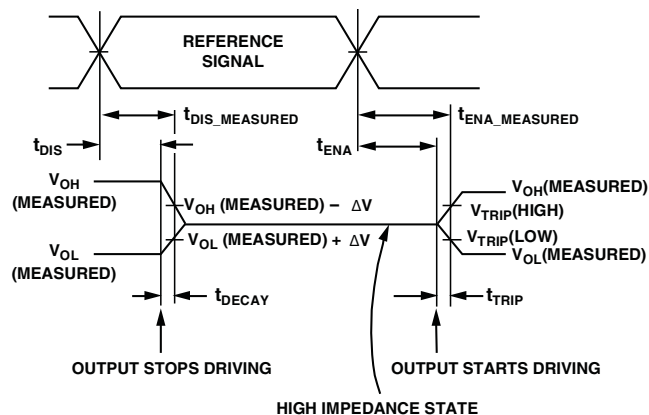 REFERENCE
SIGNAL
tDIS_MEASURED
tENA_MEASURED
tDIS
tENA
VOH
(MEASURED)
VOH (MEASURED) – ΔV
VOH(MEASURED)
VTRIP(HIGH)
VOL
(MEASURED)
VOL (MEASURED) + ΔV
VTRIP(LOW)
VOL(MEASURED)
tDECAY
tTRIP
OUTPUT STOPS DRIVING
OUTPUT STARTS DRIVING
HIGH IMPEDANCE STATE